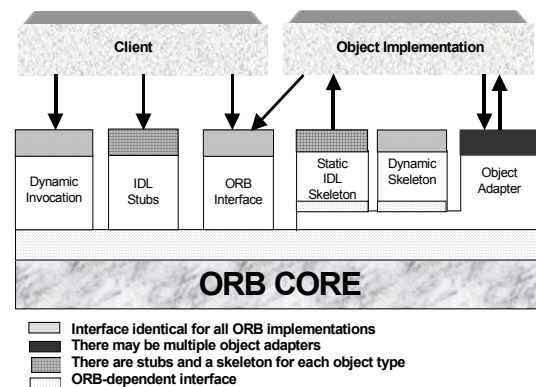 Client
Object Implementation
Dynamic
Invocation
IDL
Stubs
ORB
Interface
Static
IDL
Skeleton
Dynamic
Skeleton
Object
Adapter
ORB CORE
Interface identical for all ORB implementations
There may be multiple object adapters
There are stubs and a skeleton for each object type
ORB-dependent interface